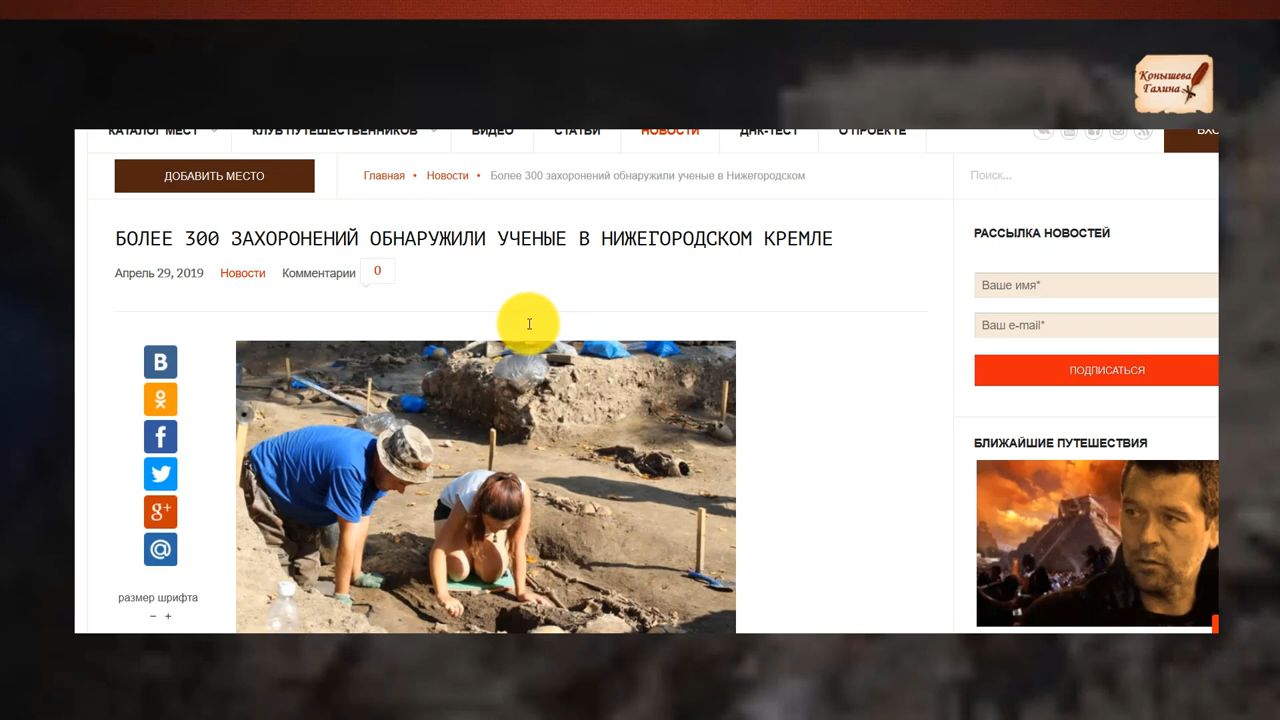 Конышева
Галина
КАТАЛОГ МЕСТ
КЛУБ ПУТЕШЕСТВЕННИКОВ
ВИДЕО
СТАТЬИ
НОВОСТИ
ДНК-ТЕСТ
О ПРОЕКТЕ
ДОБАВИТЬ МЕСТО
Главная • Новости • Более 300 захоронений обнаружили ученые в Нижегородском
Поиск...
БОЛЕЕ 300 ЗАХОРОНЕНИЙ ОБНАРУЖИЛИ УЧЕНЫЕ В НИЖЕГОРОДСКОМ КРЕМЛЕ
Апрель 29, 2019 Новости Комментарии 0
РАССЫЛКА НОВОСТЕЙ
Ваше имя*
Ваш e-mail*
ПОДПИСАТЬСЯ
БЛИЖАЙШИЕ ПУТЕШЕСТВИЯ
размер шрифта
− +